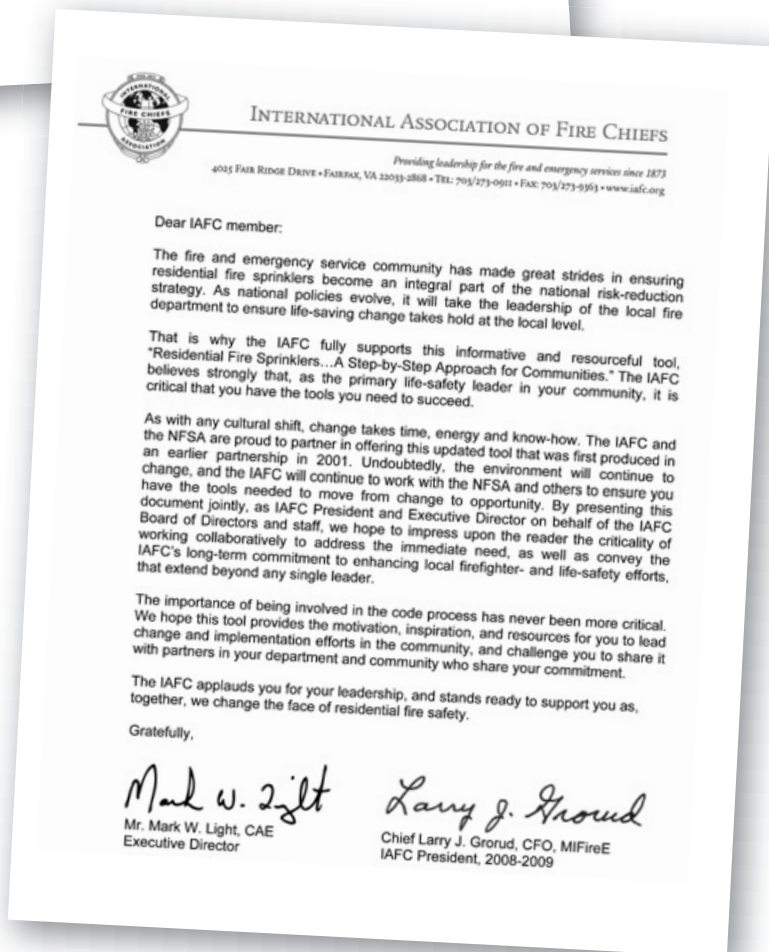 INTERNATIONAL
FIRE CHIEFS
ASSOCIATION
INTERNATIONAL ASSOCIATION OF FIRE CHIEFS
Providing leadership for the fire and emergency services since 1873
4025 FAIR RIDGE DRIVE • FAIRFAX, VA 22033-2868 • TEL: 703/273-0911 • FAX: 703/273-9363 • www.iafc.org
Dear IAFC member:
The fire and emergency service community has made great strides in ensuring
residential fire sprinklers become an integral part of the national risk-reduction
strategy. As national policies evolve, it will take the leadership of the local fire
department to ensure life-saving change takes hold at the local level.
That is why the IAFC fully supports this informative and resourceful tool,
"Residential Fire Sprinklers...A Step-by-Step Approach for Communities." The IAFC
believes strongly that, as the primary life-safety leader in your community, it is
critical that you have the tools you need to succeed.
As with any cultural shift, change takes time, energy and know-how. The IAFC and
the NFSA are proud to partner in offering this updated tool that was first produced in
an earlier partnership in 2001. Undoubtedly, the environment will continue to
change, and the IAFC will continue to work with the NFSA and others to ensure you
have the tools needed to move from change to opportunity. By presenting this
document jointly, as IAFC President and Executive Director on behalf of the IAFC
Board of Directors and staff, we hope to impress upon the reader the criticality of
working collaboratively to address the immediate need, as well as convey the
IAFC's long-term commitment to enhancing local firefighter- and life-safety efforts,
that extend beyond any single leader.
The importance of being involved in the code process has never been more critical.
We hope this tool provides the motivation, inspiration, and resources for you to lead
change and implementation efforts in the community, and challenge you to share it
with partners in your department and community who share your commitment.
The IAFC applauds you for your leadership, and stands ready to support you as,
together, we change the face of residential fire safety.
Gratefully,
Mark W. Light Larry J. Grorud
Mr. Mark W. Light, CAE
Executive Director
Chief Larry J. Grorud, CFO, MIFireE
IAFC President, 2008-2009